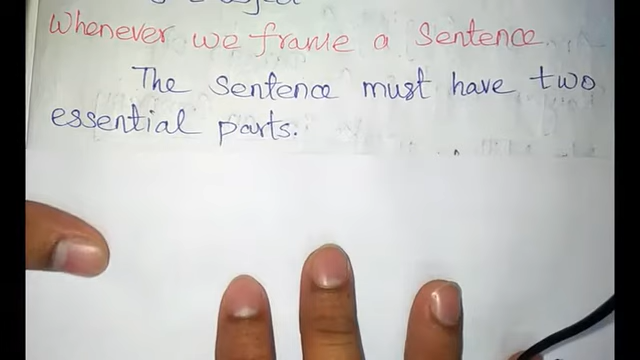 Whenever we frame a Sentence
The Sentence must have two
essential parts.